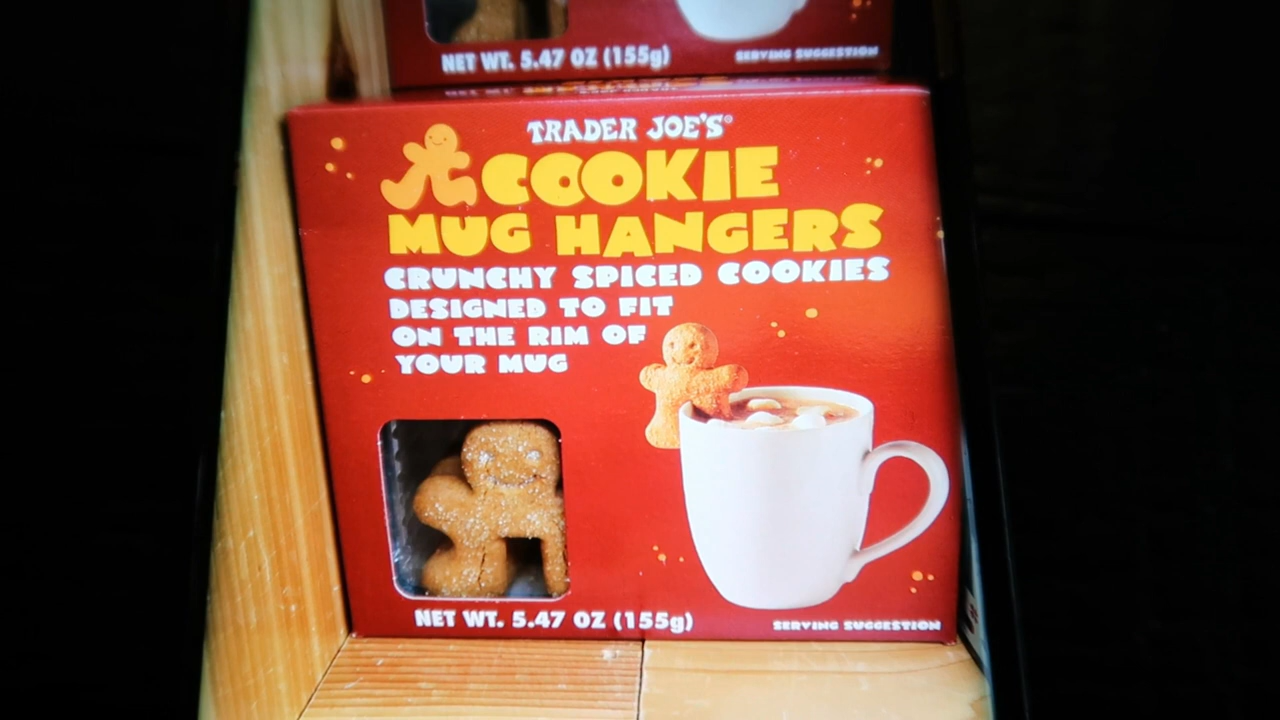 NET WT. 5.47 OZ (155g)
SERVING SUGGESTION
TRADER JOE'S®
COOKIE
MUG HANGERS
CRUNCHY SPICED COOKIES
DESIGNED TO FIT
ON THE RIM OF
YOUR MUG
NET WT. 5.47 OZ (155g)
SERVING SUGGESTION